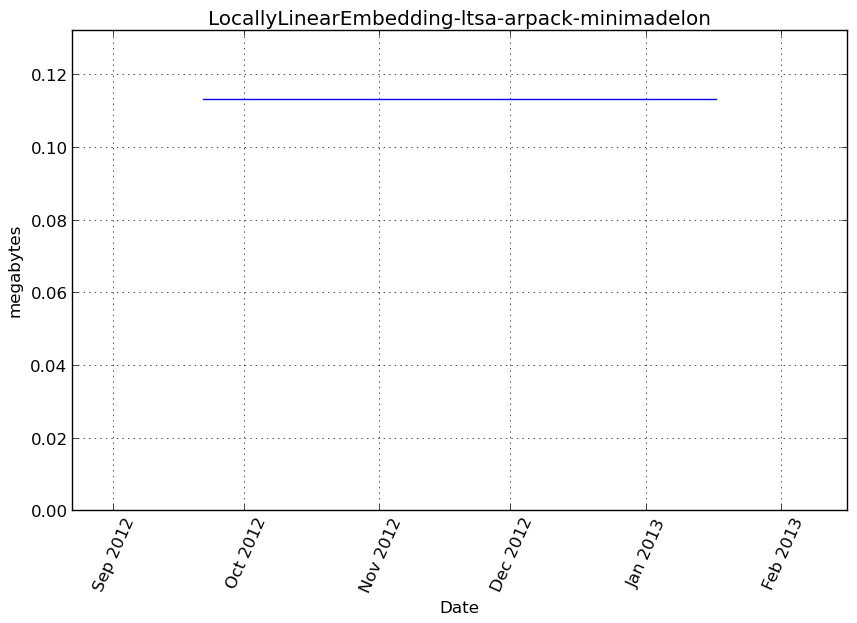 LocallyLinearEmbedding-ltsa-arpack-minimadelon
0.12
0.10
0.08
0.06
0.04
0.02
0.00
megabytes
Sep 2012
Oct 2012
Nov 2012
Dec 2012
Jan 2013
Feb 2013
Date